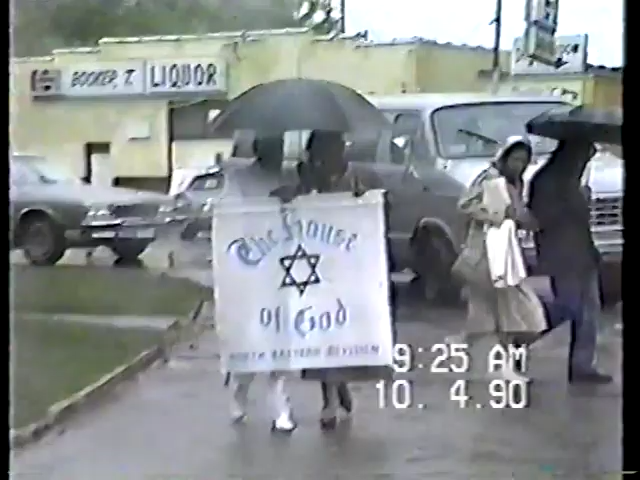 BOOKER, T. LIQUOR
The House
of God
NORTH EASTERN DIVISION
9:25 AM
10. 4.90